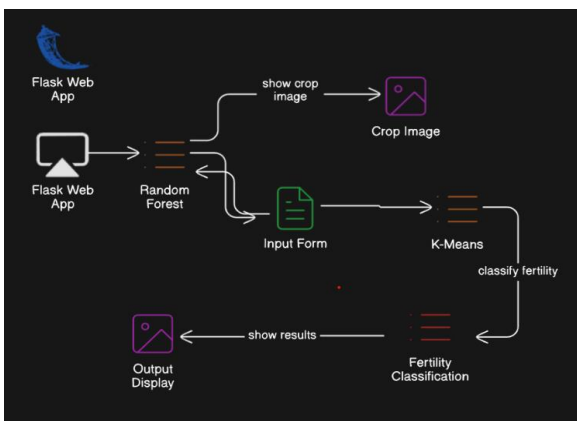 Flask Web
App
show crop
image
Crop Image
Flask Web
App
Random
Forest
Input Form
K-Means
classify fertility
show results
Output
Display
Fertility
Classification